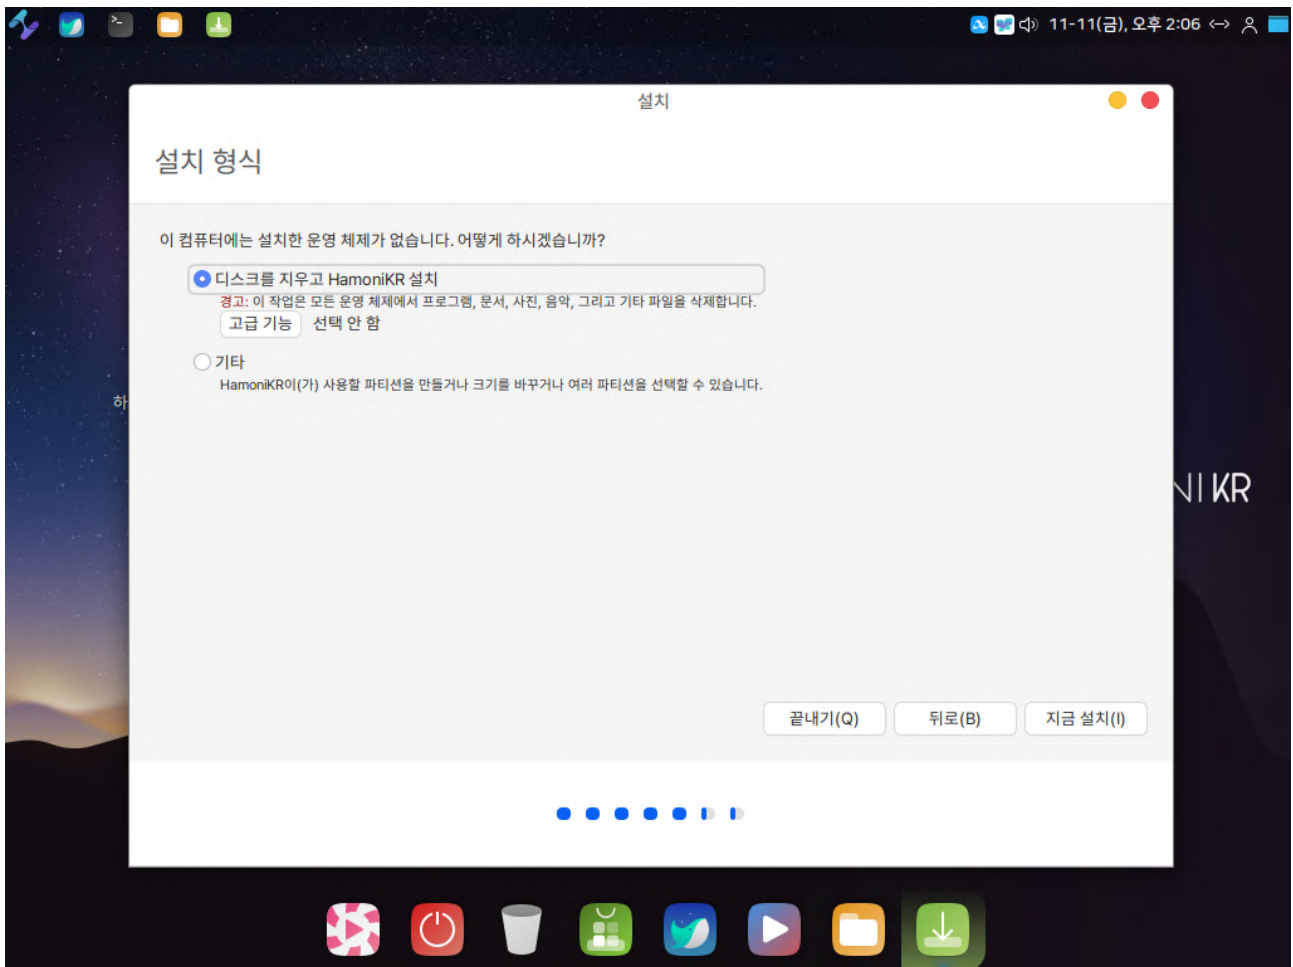 11-11(금), 오후 2:06
설치
설치 형식
이 컴퓨터에는 설치한 운영 체제가 없습니다. 어떻게 하시겠습니까?
디스크를 지우고 HamoniKR 설치
경고: 이 작업은 모든 운영 체제에서 프로그램, 문서, 사진, 음악, 그리고 기타 파일을 삭제합니다.
고급 기능 선택 안 함
기타
HamoniKR이(가) 사용할 파티션을 만들거나 크기를 바꾸거나 여러 파티션을 선택할 수 있습니다.
하
NI KR
끝내기(Q) 뒤로(B) 지금 설치(I)